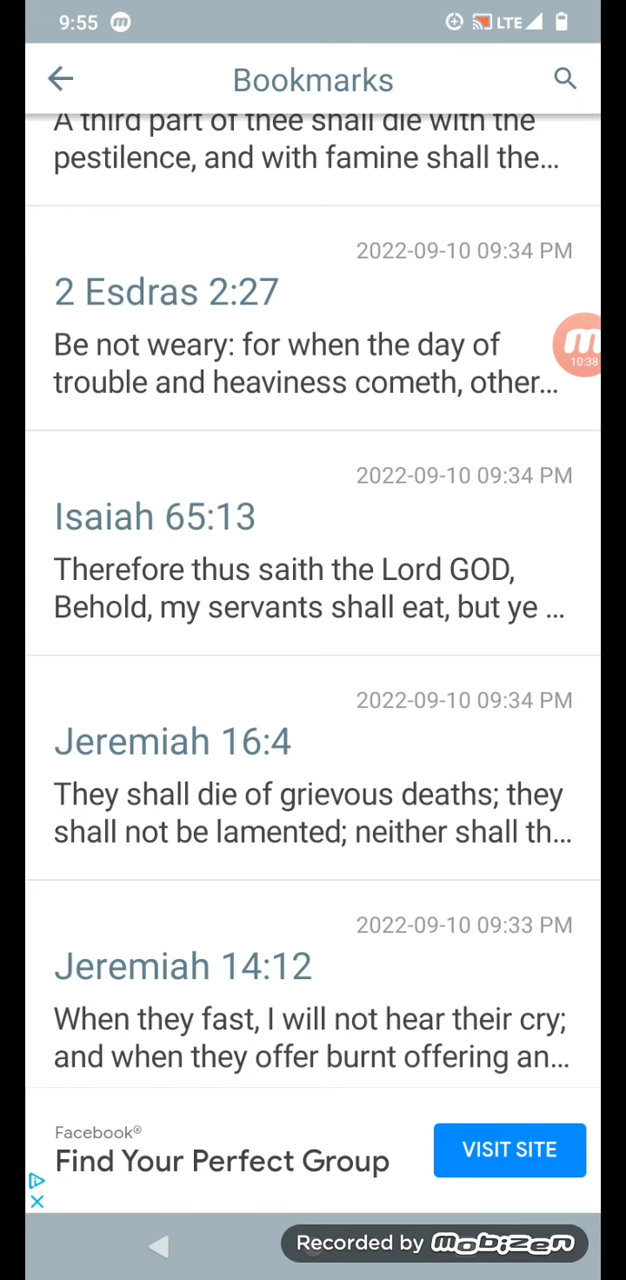 9:55 LTE
Bookmarks
A third part of thee shall die with the
pestilence, and with famine shall the...
2022-09-10 09:34 PM
2 Esdras 2:27
Be not weary: for when the day of
trouble and heaviness cometh, other...
10:38
2022-09-10 09:34 PM
Isaiah 65:13
Therefore thus saith the Lord GOD,
Behold, my servants shall eat, but ye ...
2022-09-10 09:34 PM
Jeremiah 16:4
They shall die of grievous deaths; they
shall not be lamented; neither shall th...
2022-09-10 09:33 PM
Jeremiah 14:12
When they fast, I will not hear their cry;
and when they offer burnt offering an...
Facebook®
Find Your Perfect Group
VISIT SITE
Recorded by mobizen